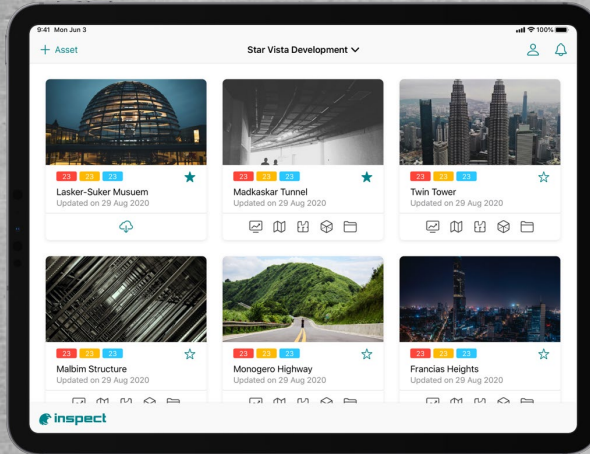 9:41 Mon Jun 3
100%
+ Asset
Star Vista Development
23 23 23
Lasker-Suker Musuem
Updated on 29 Aug 2020
23 23 23
Madkaskar Tunnel
Updated on 29 Aug 2020
23 23 23
Twin Tower
Updated on 29 Aug 2020
23 23 23
Malbim Structure
Updated on 29 Aug 2020
23 23 23
Monogero Highway
Updated on 29 Aug 2020
23 23 23
Francias Heights
Updated on 29 Aug 2020
inspect